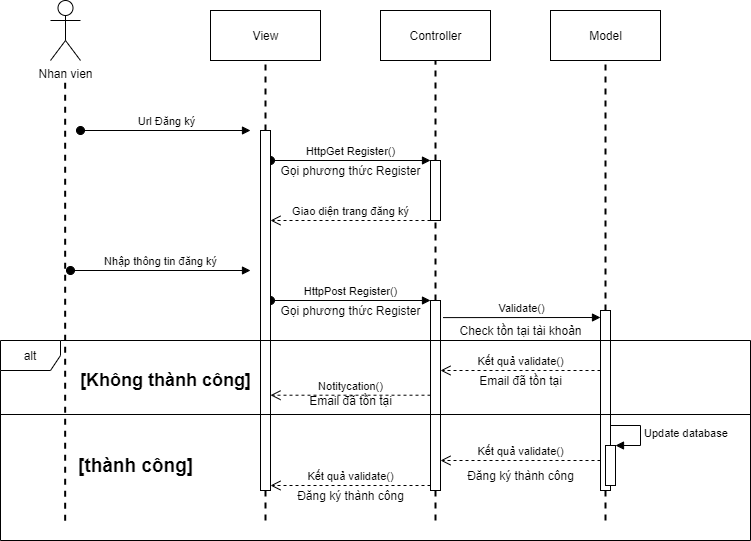 View
Controller
Model
Nhan vien
Url Đăng ký
HttpGet Register()
Gọi phương thức Register
Giao diện trang đăng ký
Nhập thông tin đăng ký
HttpPost Register()
Gọi phương thức Register
Validate()
Check tồn tại tài khoản
alt
[Không thành công]
Kết quả validate()
Email đã tồn tại
Notitycation()
Email đã tồn tại
Update database
[thành công]
Kết quả validate()
Đăng ký thành công
Kết quả validate()
Đăng ký thành công